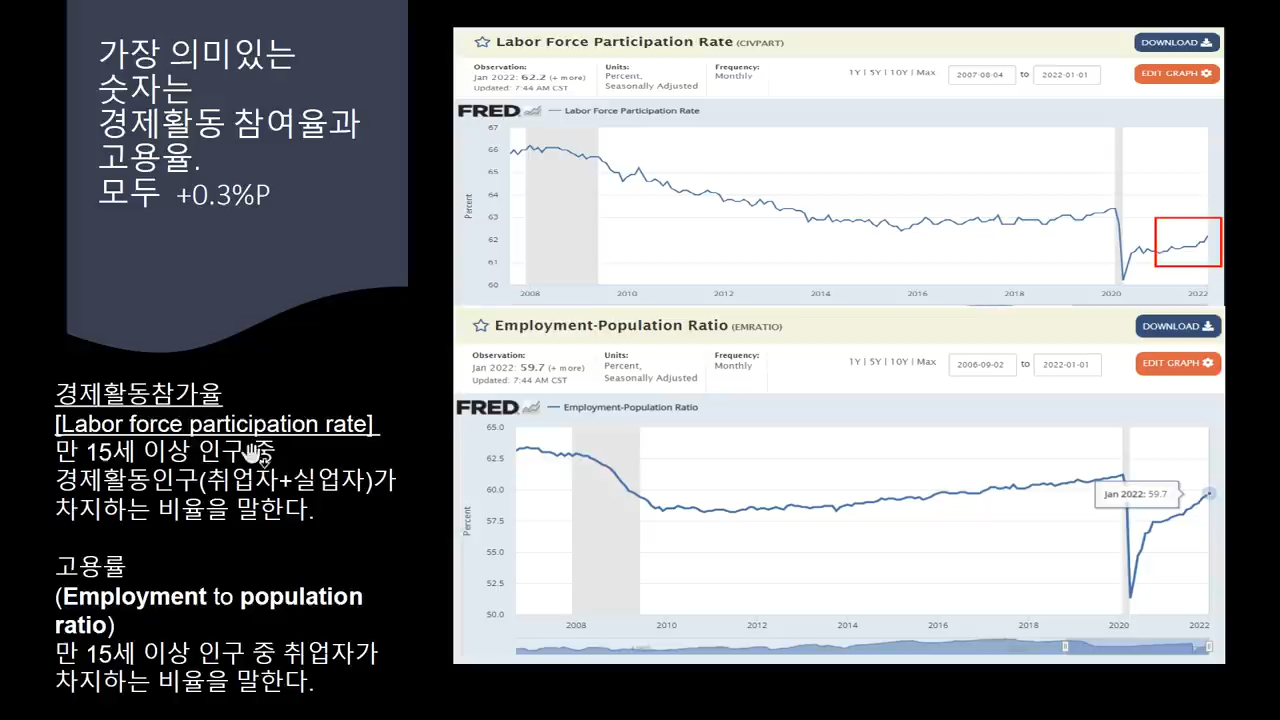 가장 의미있는
숫자는
경제활동 참여율과
고용율.
모두 +0.3%P
경제활동참가율
[Labor force participation rate]
만 15세 이상 인구 중
경제활동인구(취업자+실업자)가
차지하는 비율을 말한다.
고용률
(Employment to population
ratio)
만 15세 이상 인구 중 취업자가
차지하는 비율을 말한다.
Labor Force Participation Rate (CIVPART)
DOWNLOAD
Observation:
Jan 2022: 62.2 (+ more)
Updated: 7:44 AM CST
Units:
Percent,
Seasonally Adjusted
Frequency:
Monthly
1Y | 5Y | 10Y | Max
2007-08-04 to 2022-01-01
EDIT GRAPH
FRED
Labor Force Participation Rate
Percent
67
66
65
64
63
62
61
60
2008 2010 2012 2014 2016 2018 2020 2022
Employment-Population Ratio (EMRATIO)
DOWNLOAD
Observation:
Jan 2022: 59.7 (+ more)
Updated: 7:44 AM CST
Units:
Percent,
Seasonally Adjusted
Frequency:
Monthly
1Y | 5Y | 10Y | Max
2006-09-02 to 2022-01-01
EDIT GRAPH
FRED
Employment-Population Ratio
Percent
65.0
62.5
60.0
57.5
55.0
52.5
50.0
Jan 2022: 59.7
2008 2010 2012 2014 2016 2018 2020 2022